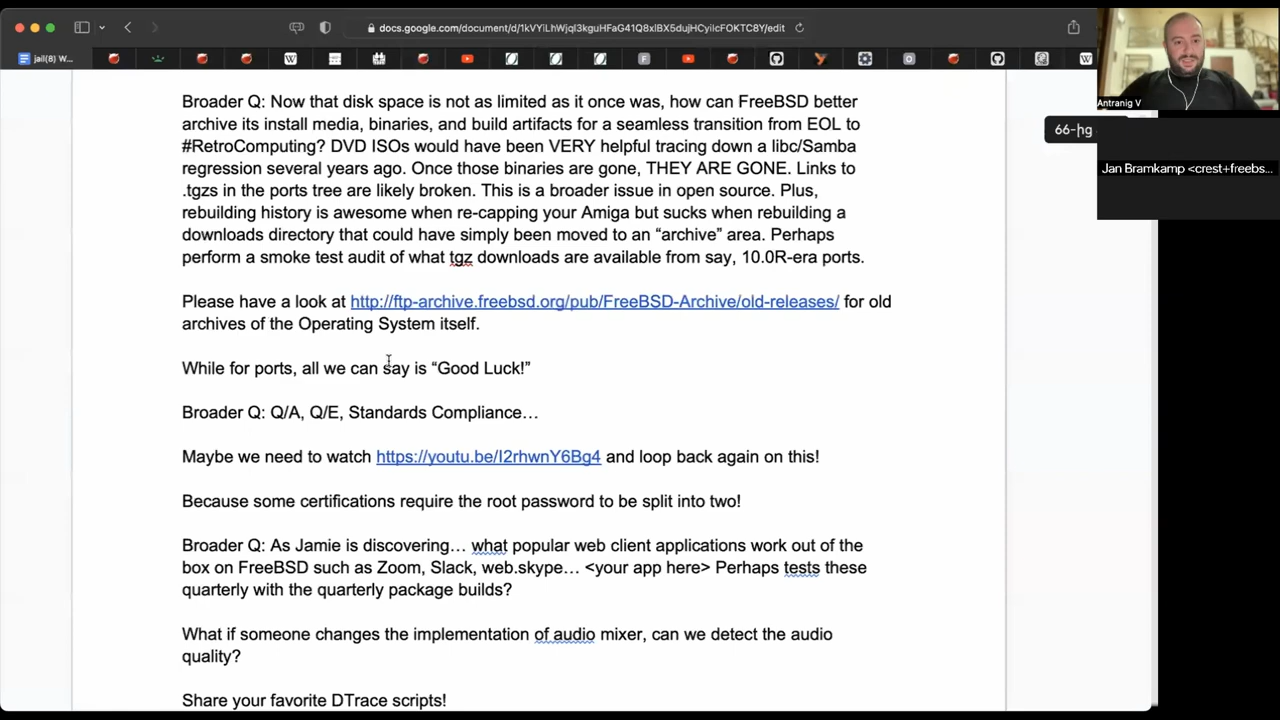 docs.google.com/document/d/1kVYiLhWjql3kguHFaG41Q8xlBX5dujHCyilcFOKTC8Y/edit
jail(8) W...
Antranig V
66-ից
Jan Bramkamp <crest+freebs...
Broader Q: Now that disk space is not as limited as it once was, how can FreeBSD better
archive its install media, binaries, and build artifacts for a seamless transition from EOL to
#RetroComputing? DVD ISOs would have been VERY helpful tracing down a libc/Samba
regression several years ago. Once those binaries are gone, THEY ARE GONE. Links to
.tgzs in the ports tree are likely broken. This is a broader issue in open source. Plus,
rebuilding history is awesome when re-capping your Amiga but sucks when rebuilding a
downloads directory that could have simply been moved to an “archive” area. Perhaps
perform a smoke test audit of what tgz downloads are available from say, 10.0R-era ports.
Please have a look at http://ftp-archive.freebsd.org/pub/FreeBSD-Archive/old-releases/ for old
archives of the Operating System itself.
While for ports, all we can say is “Good Luck!”
Broader Q: Q/A, Q/E, Standards Compliance…
Maybe we need to watch https://youtu.be/I2rhwnY6Bg4 and loop back again on this!
Because some certifications require the root password to be split into two!
Broader Q: As Jamie is discovering… what popular web client applications work out of the
box on FreeBSD such as Zoom, Slack, web.skype… <your app here> Perhaps tests these
quarterly with the quarterly package builds?
What if someone changes the implementation of audio mixer, can we detect the audio
quality?
Share your favorite DTrace scripts!